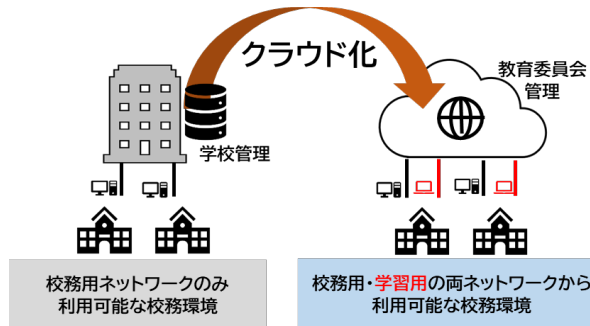 クラウド化
教育委員会
管理
学校管理
校務用ネットワークのみ
利用可能な校務環境
校務用・学習用の両ネットワークから
利用可能な校務環境